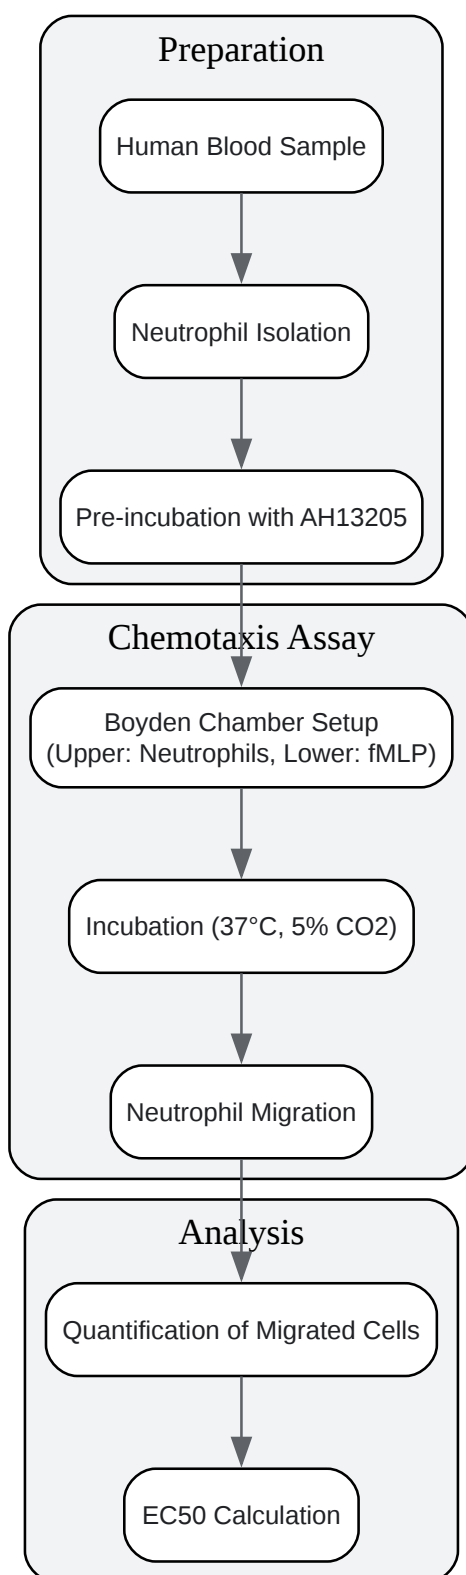 Preparation
Human Blood Sample
Neutrophil Isolation
Pre-incubation with AH13205
Chemotaxis Assay
Boyden Chamber Setup
(Upper: Neutrophils, Lower: fMLP)
Incubation (37°C, 5% CO2)
Neutrophil Migration
Analysis
Quantification of Migrated Cells
EC50 Calculation